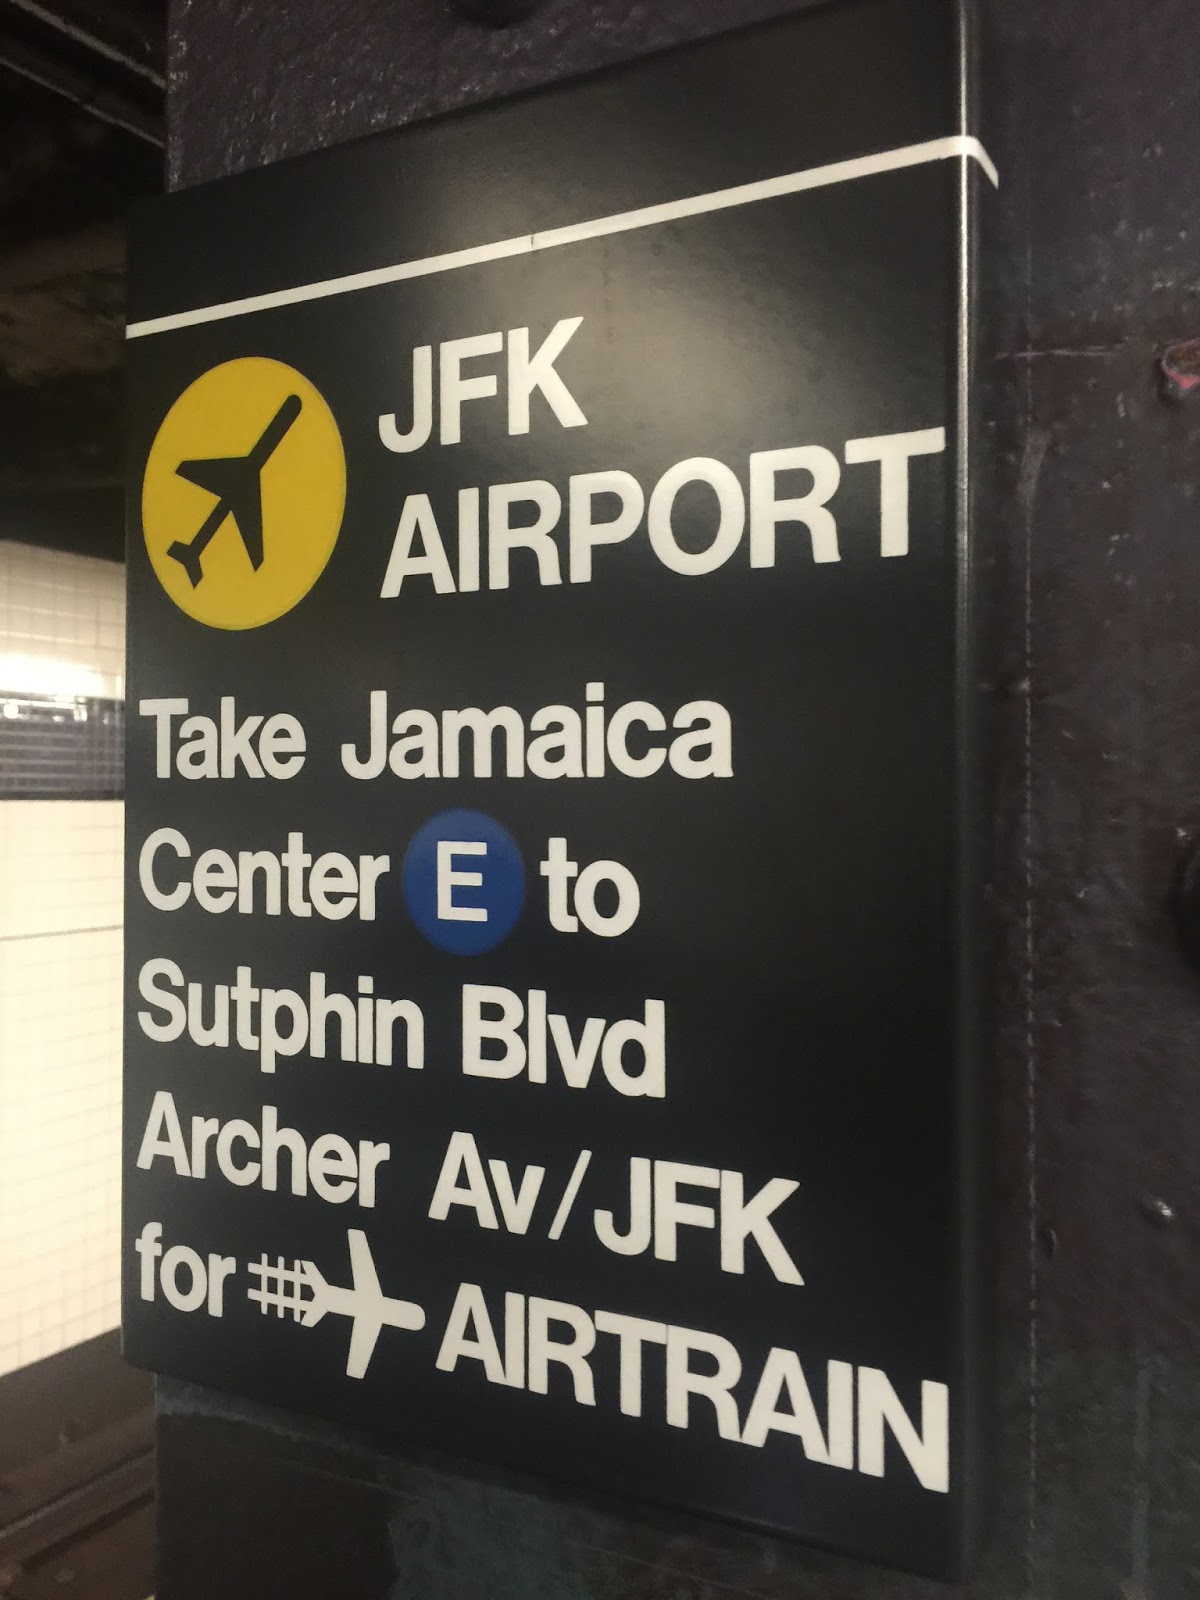 JFK
AIRPORT
Take Jamaica
Center E to
Sutphin Blvd
Archer Av/JFK
for AIRTRAIN